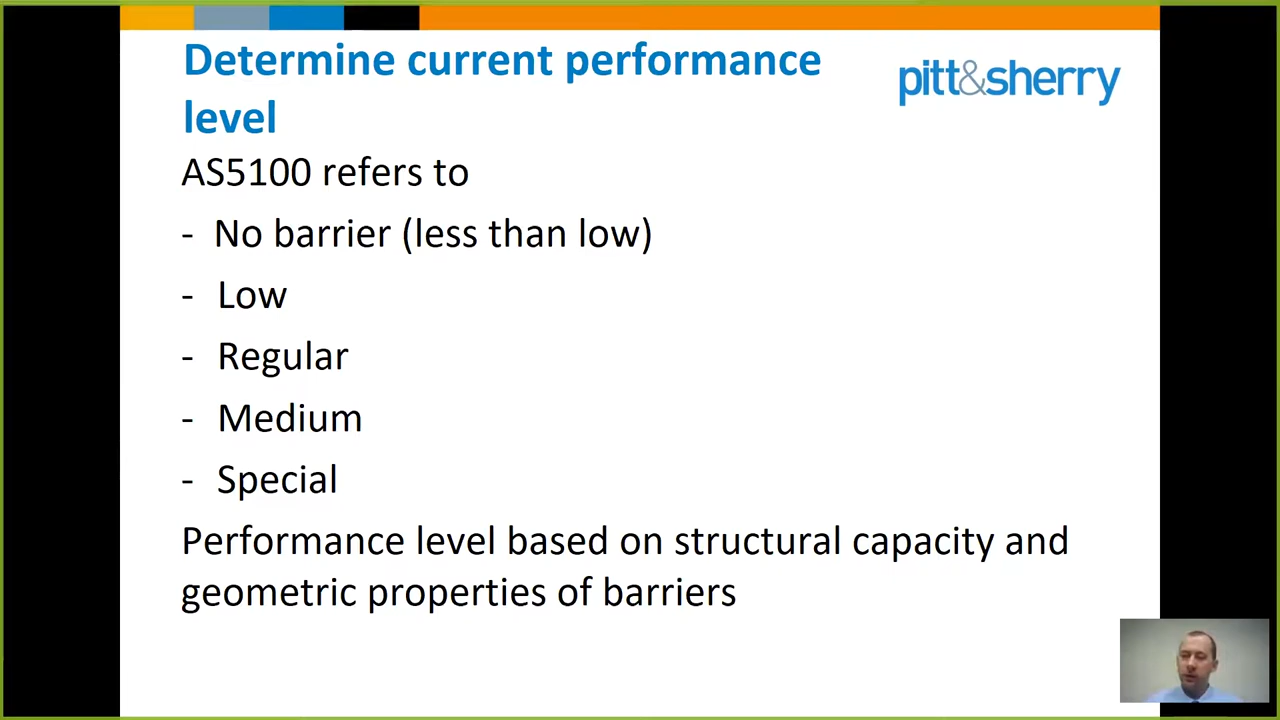 Determine current performance
level
pitt&sherry
AS5100 refers to
- No barrier (less than low)
- Low
- Regular
- Medium
- Special
Performance level based on structural capacity and
geometric properties of barriers